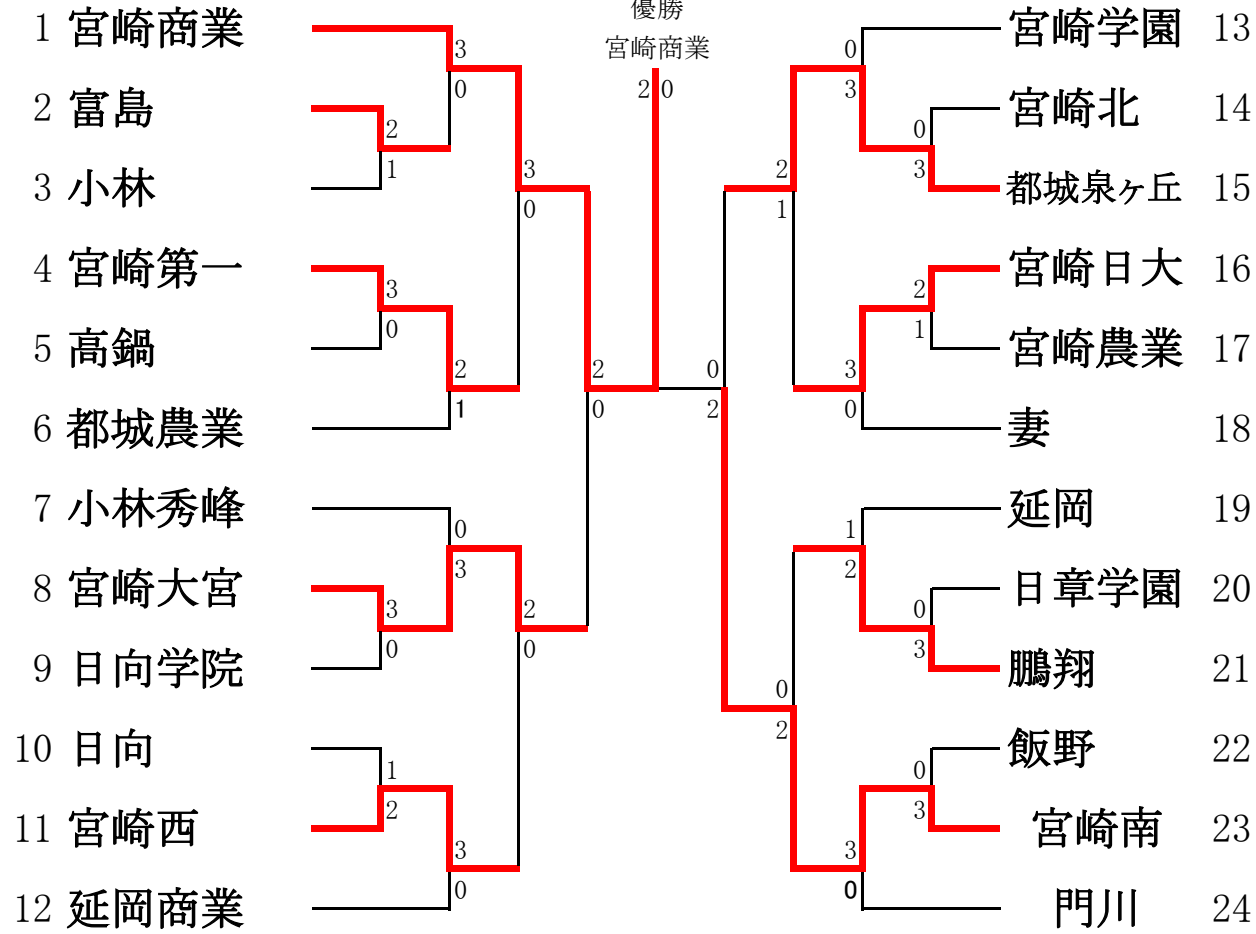 優勝
宮崎商業
2 0
1 宮崎商業
3
0
2 富島
2
1
3 小林
3
0
4 宮崎第一
3
0
5 高鍋
2
1
6 都城農業
2
0
7 小林秀峰
0
3
8 宮崎大宮
3
0
9 日向学院
2
0
10 日向
1
2
11 宮崎西
3
0
12 延岡商業
宮崎学園 13
0
3
宮崎北 14
0
3
都城泉ヶ丘 15
2
1
宮崎日大 16
2
1
宮崎農業 17
3
0
妻 18
0
2
延岡 19
1
2
日章学園 20
0
3
鵬翔 21
0
2
飯野 22
0
3
宮崎南 23
3
0
門川 24